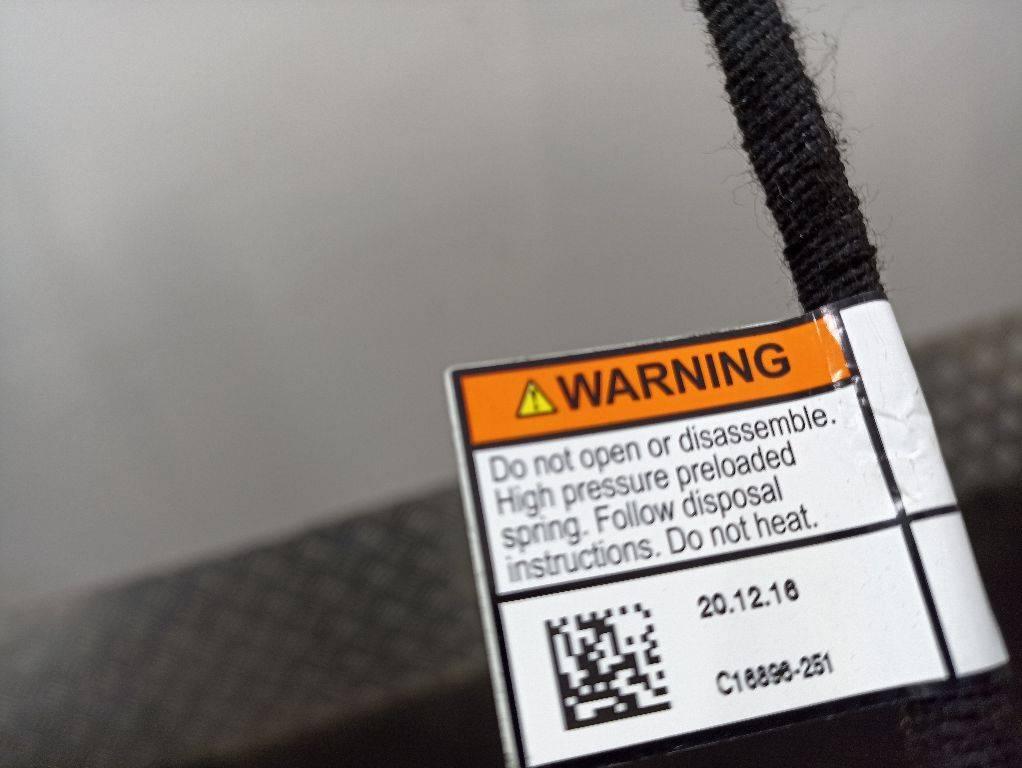 WARNING
Do not open or disassemble.
High pressure preloaded
spring. Follow disposal
instructions. Do not heat.
20.12.16
C16896-251